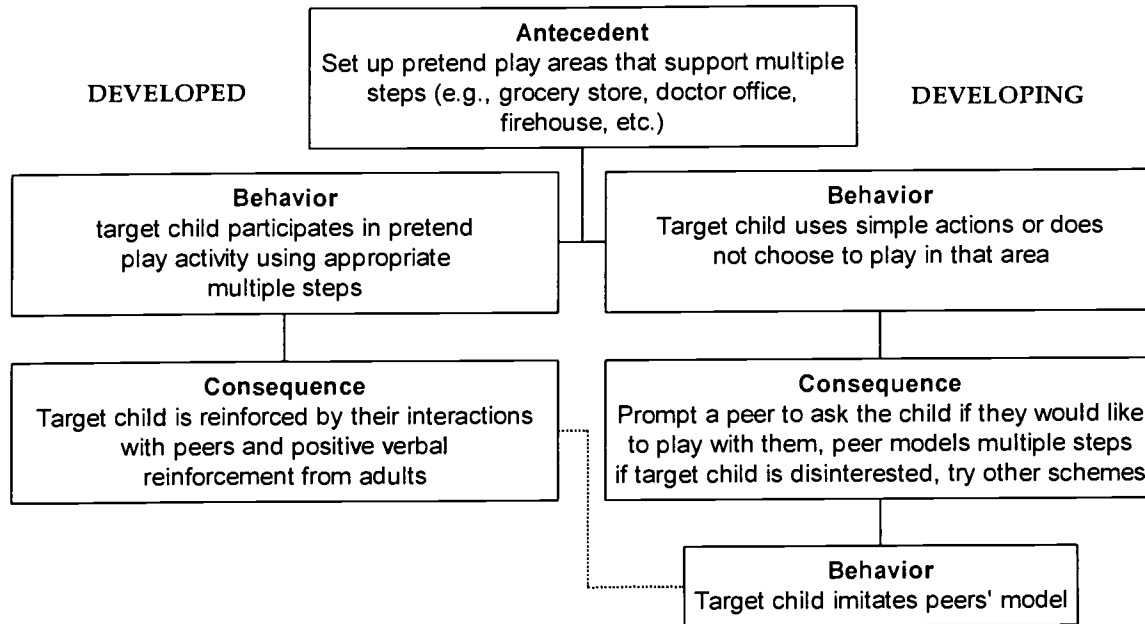 Antecedent
Set up pretend play areas that support multiple
steps (e.g., grocery store, doctor office,
firehouse, etc.)
DEVELOPED
DEVELOPING
Behavior
target child participates in pretend
play activity using appropriate
multiple steps
Behavior
Target child uses simple actions or does
not choose to play in that area
Consequence
Target child is reinforced by their interactions
with peers and positive verbal
reinforcement from adults
Consequence
Prompt a peer to ask the child if they would like
to play with them, peer models multiple steps
if target child is disinterested, try other schemes
Behavior
Target child imitates peers' model